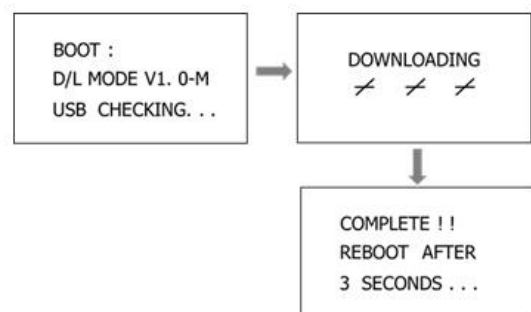 BOOT :
D/L MODE V1. 0-M
USB CHECKING. . .
DOWNLOADING
COMPLETE ! !
REBOOT AFTER
3 SECONDS . . .